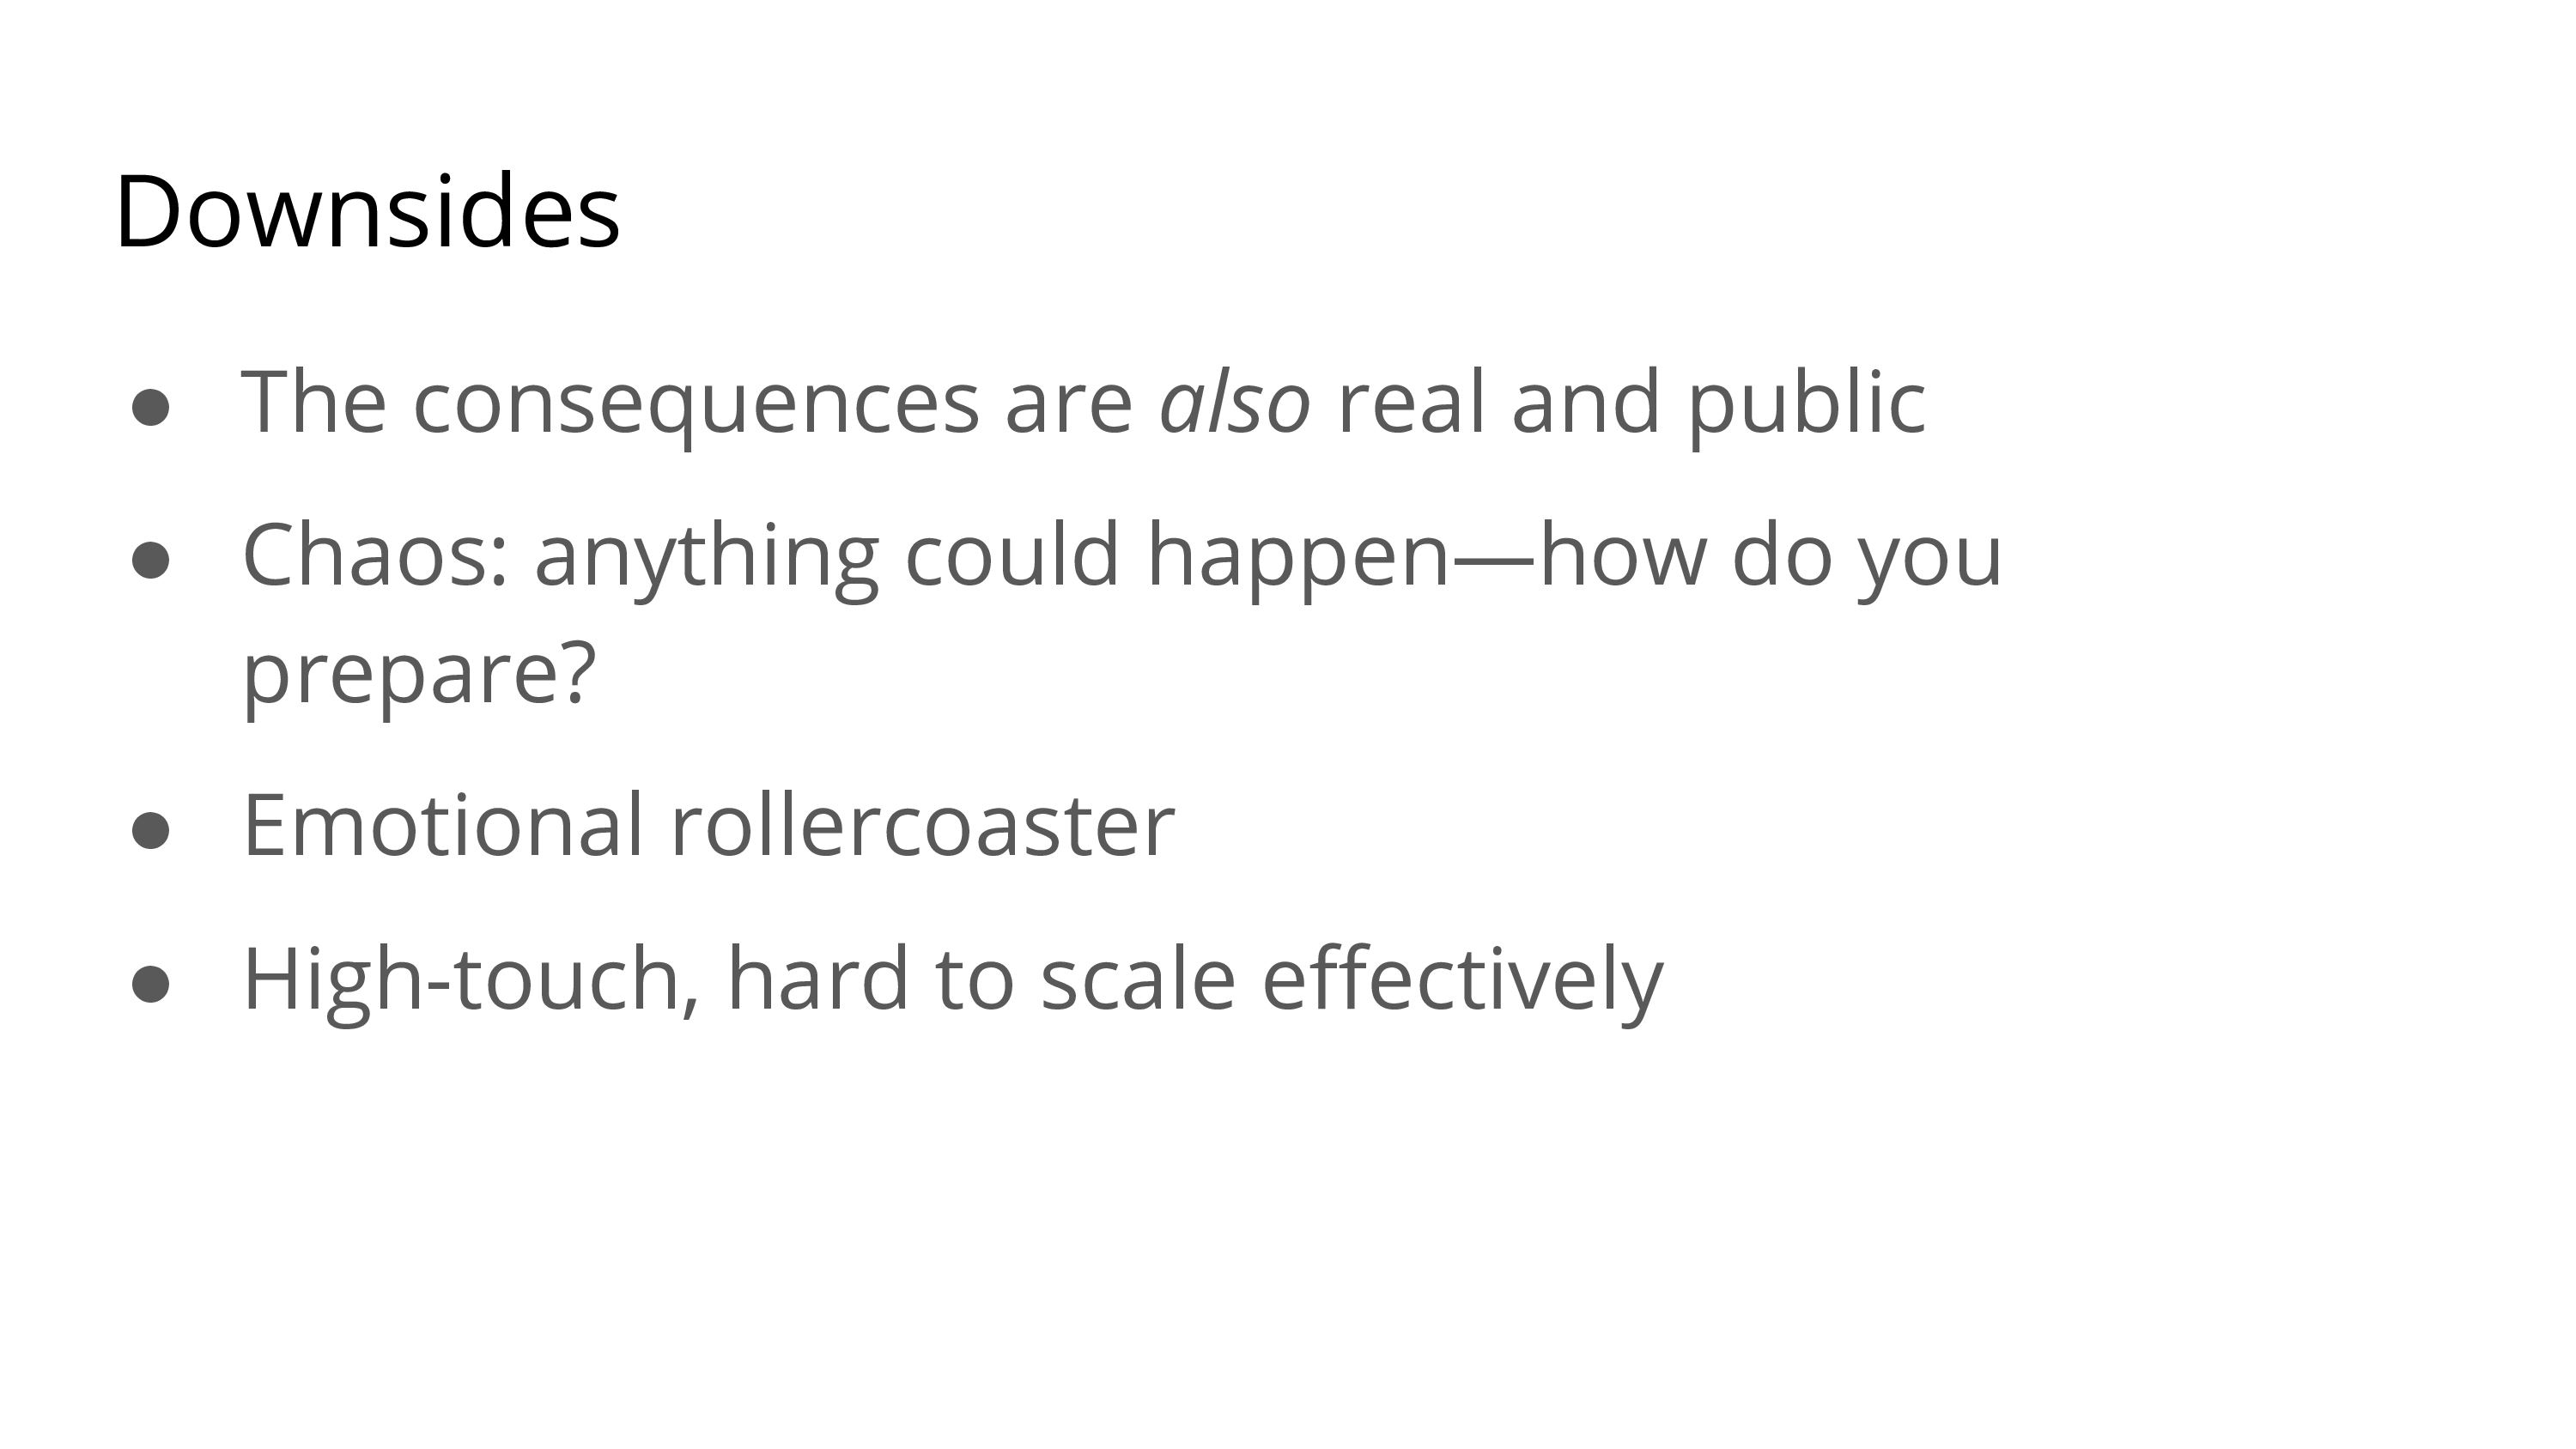 Downsides
● The consequences are also real and public
● Chaos: anything could happen—how do you
prepare?
● Emotional rollercoaster
● High-touch, hard to scale effectively